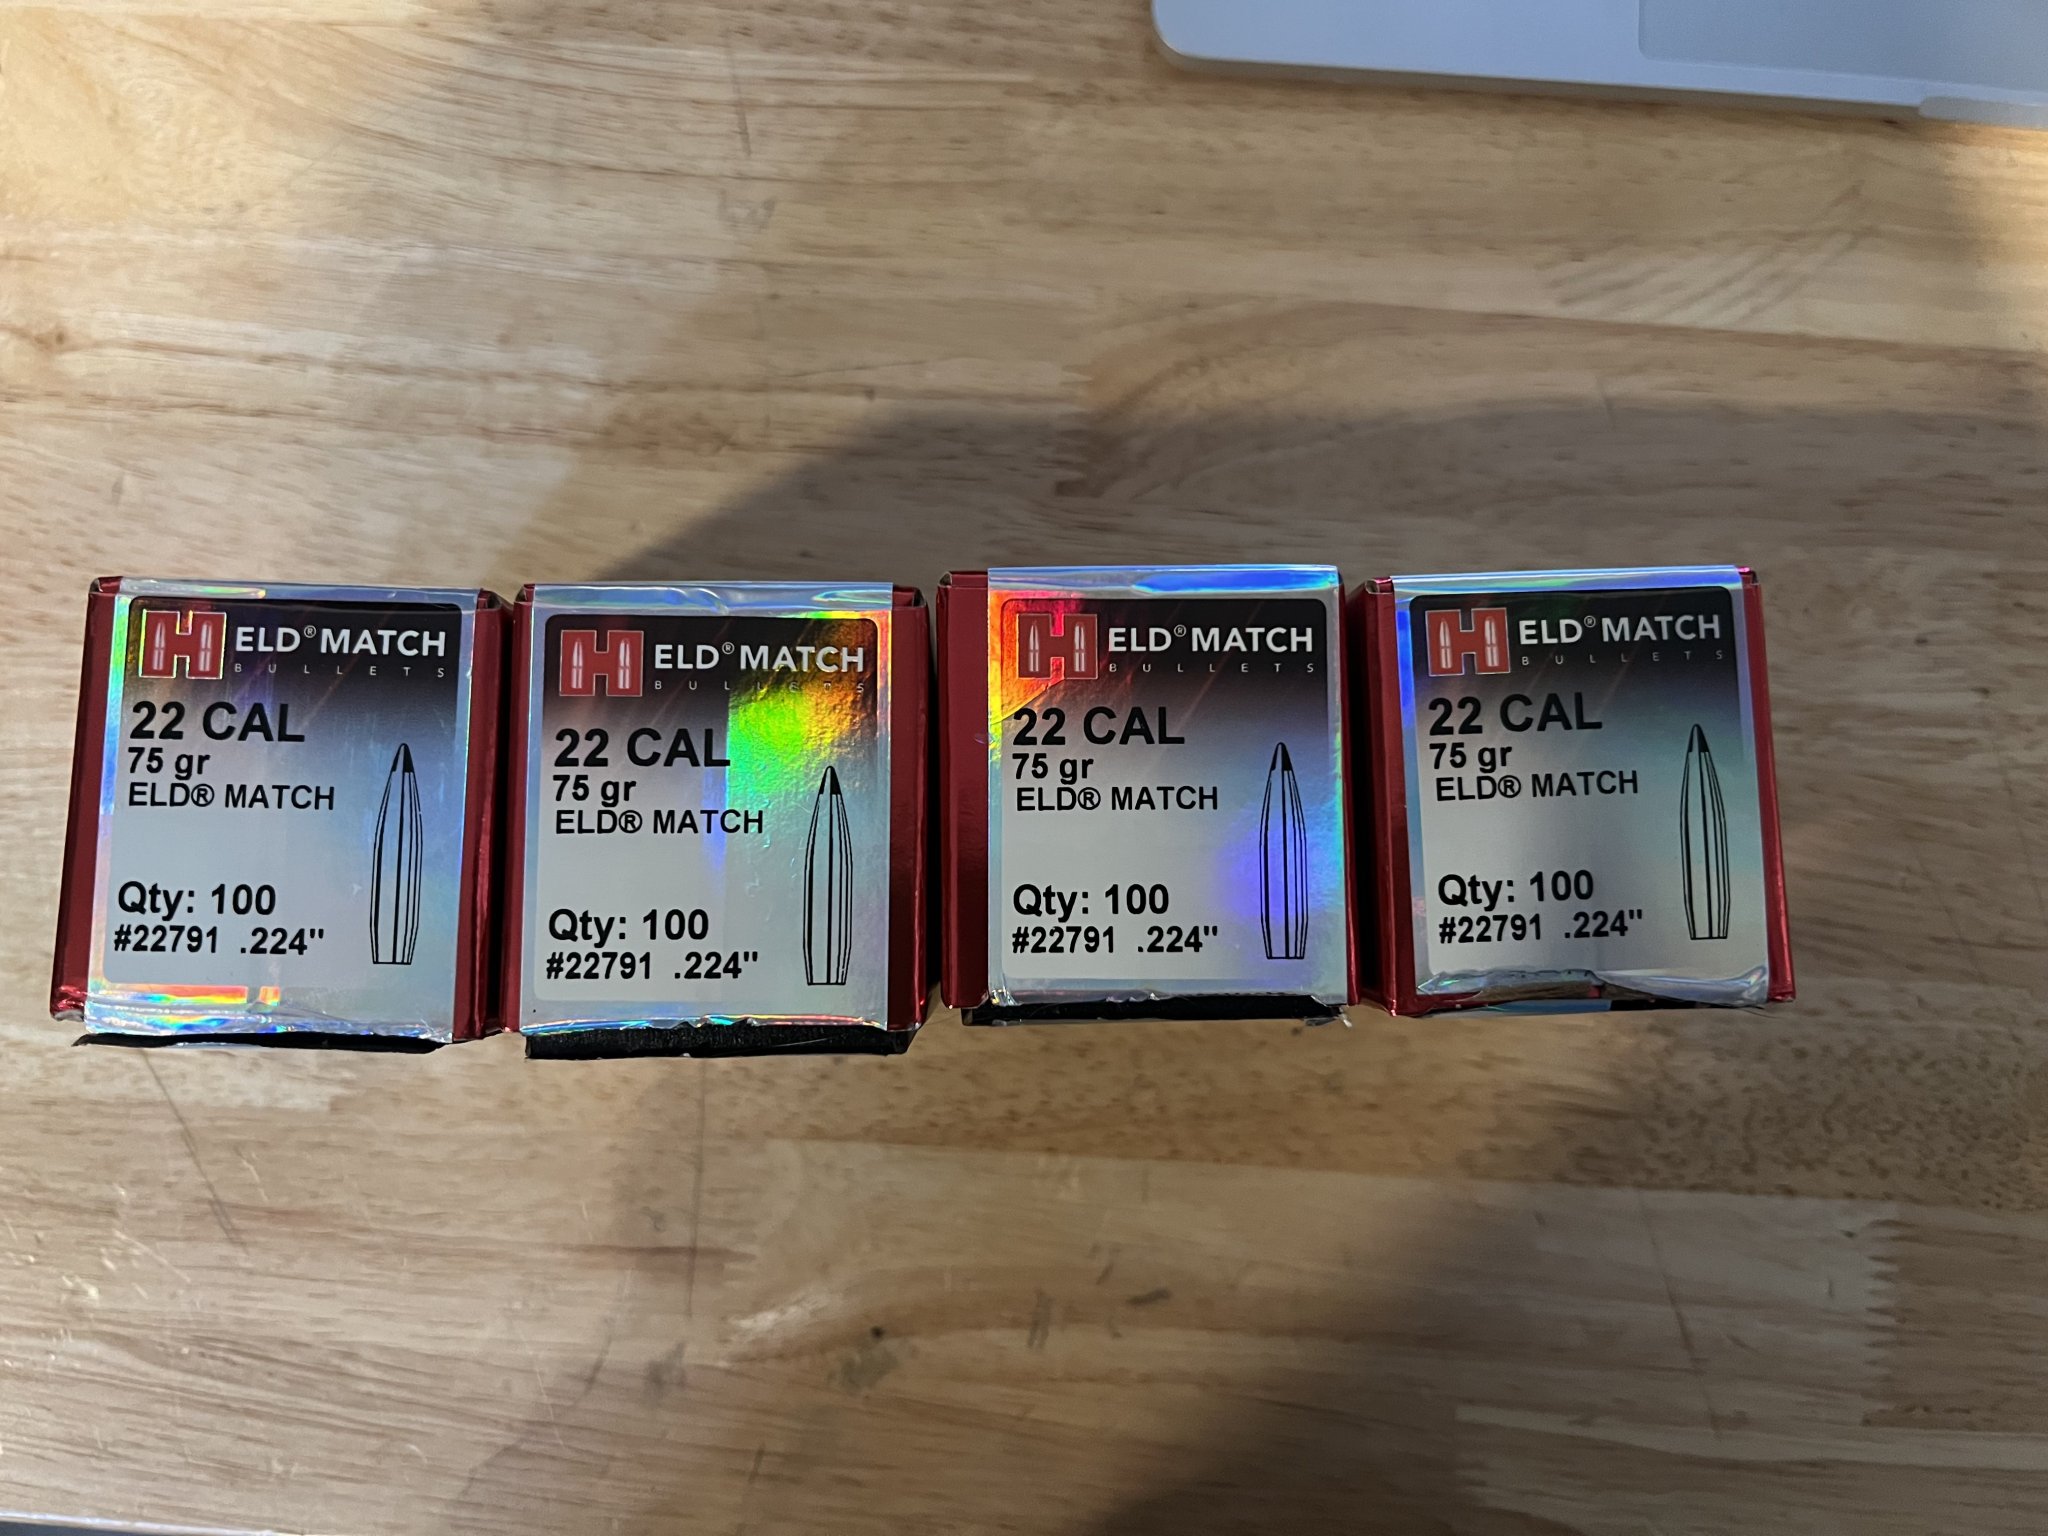 ELD® MATCH
BULLETS
22 CAL
75 gr
ELD® MATCH
Qty: 100
#22791 .224"
ELD® MATCH
BULLETS
22 CAL
75 gr
ELD® MATCH
Qty: 100
#22791 .224"
ELD® MATCH
BULLETS
22 CAL
75 gr
ELD® MATCH
Qty: 100
#22791 .224"
ELD® MATCH
BULLETS
22 CAL
75 gr
ELD® MATCH
Qty: 100
#22791 .224"